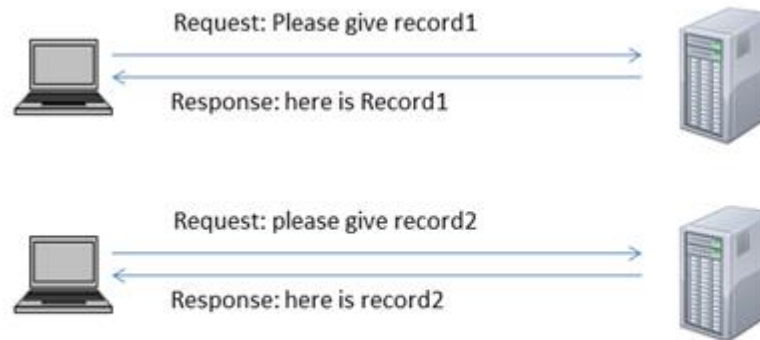 Request: Please give record1
Response: here is Record1
Request: please give record2
Response: here is record2